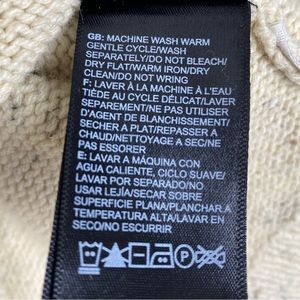 GB: MACHINE WASH WARM
GENTLE CYCLE/WASH
SEPARATELY/DO NOT BLEACH/
DRY FLAT/WARM IRON/DRY
CLEAN/DO NOT WRING
F: LAVER À LA MACHINE À L'EAU
TIÈDE AU CYCLE DÉLICAT/LAVER
SÉPARÉMENT/NE PAS UTILISER
D'AGENT DE BLANCHIMENT/
SÉCHER À PLAT/REPASSER À
CHAUD/NETTOYAGE A SEC/NE
PAS ESSORER
E: LAVAR A MÁQUINA CON
AGUA CALIENTE, CICLO SUAVE/
LAVAR POR SEPARADO/NO
USAR LEJÍA/SECAR SOBRE
SUPERFICIE PLANA/PLANCHAR A
TEMPERATURA ALTA/LAVAR EN
SECO/NO ESCURRIR
P